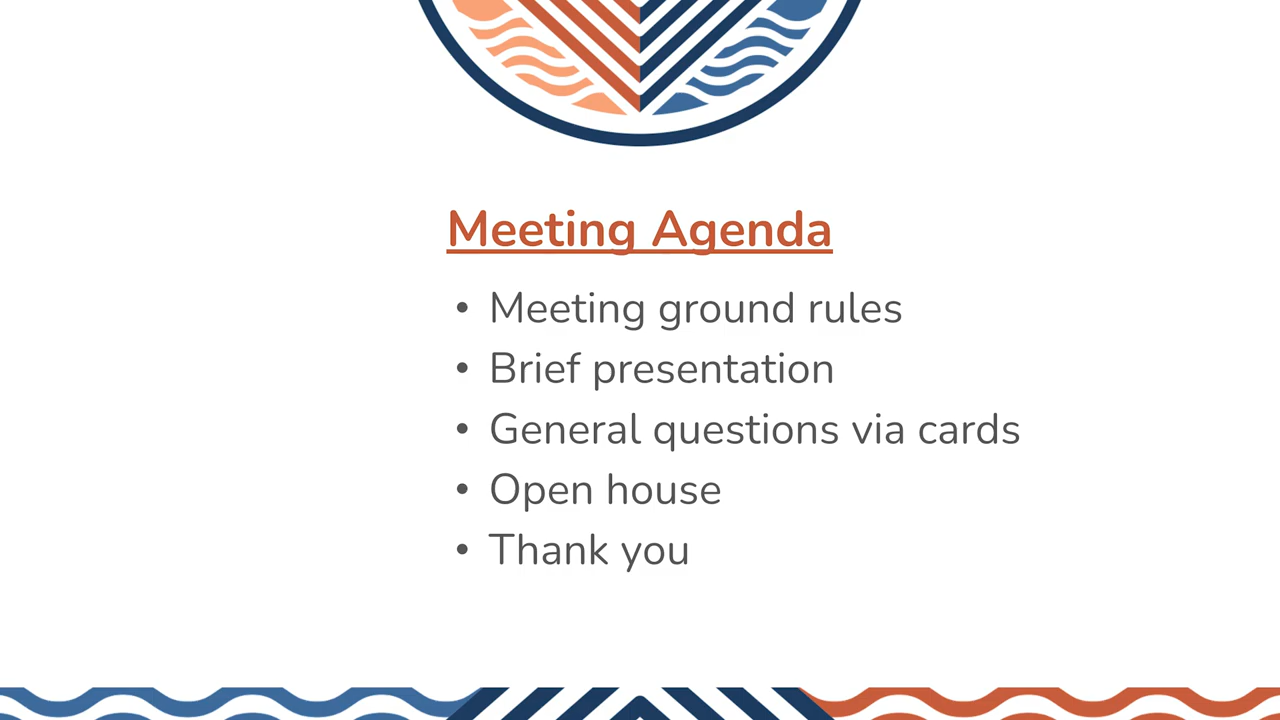 Meeting Agenda
• Meeting ground rules
• Brief presentation
• General questions via cards
• Open house
• Thank you